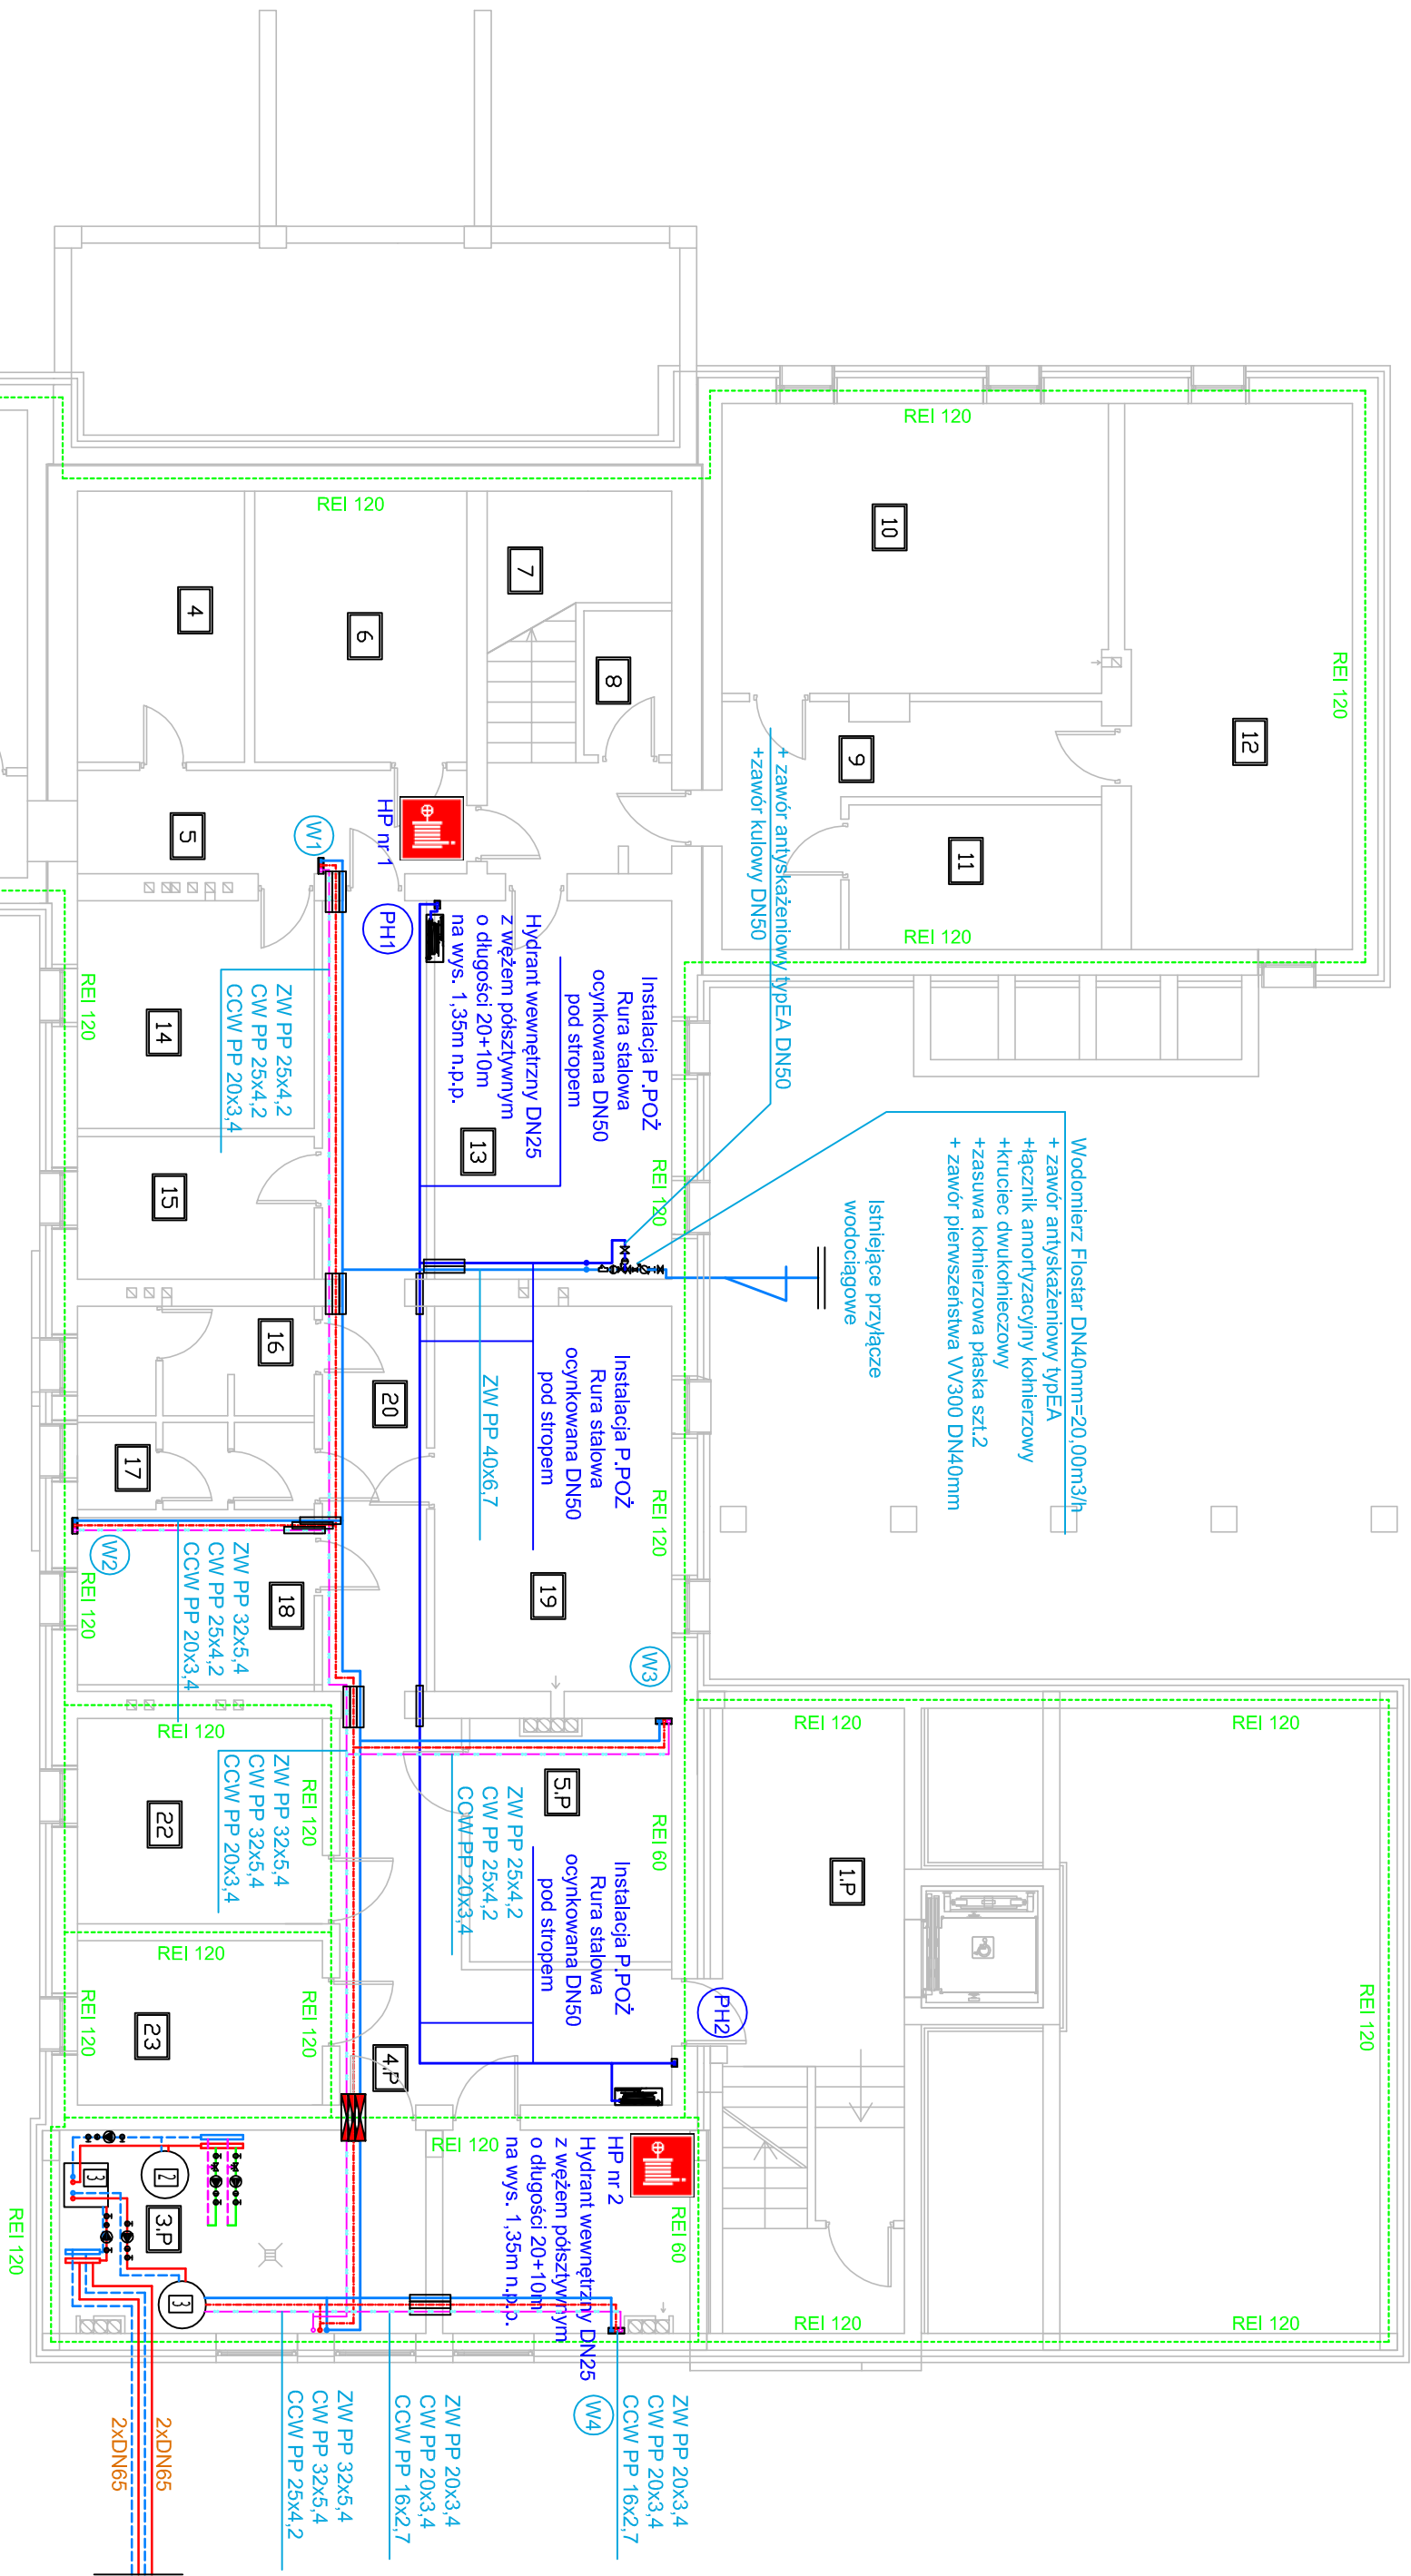 Wodomierz Flostar DN40mm=20,00m3/h
+ zawór antyskażeniowy typEA
+łącznik amortyzacyjny kołnierzowy
+kruciec dwukołnieczowy
+zasuwa kołnierzowa płaska szt.2
+ zawór pierwszeństwa VV300 DN40mm
Istniejące przyłącze
wodociągowe
+ zawór antyskażeniowy typEA DN50
+zawór kulowy DN50
REI 120
REI 120
REI 120
REI 120
12
10
9
11
7
8
6
4
5
HP nr 1
W1
PH1
Hydrant wewnętrzny DN25
z wężem półsztywnym
o długości 20+10m
na wys. 1,35m n.p.p.
Instalacja P.POŻ
Rura stalowa
ocynkowana DN50
pod stropem
13
REI 120
ZW PP 25x4,2
CW PP 25x4,2
CCW PP 20x3,4
14
REI 120
15
16
17
20
ZW PP 40x6,7
Instalacja P.POŻ
Rura stalowa
ocynkowana DN50
pod stropem
REI 120
19
W3
W2
REI 120
ZW PP 32x5,4
CW PP 25x4,2
CCW PP 20x3,4
18
REI 120
REI 120
ZW PP 32x5,4
CW PP 32x5,4
CCW PP 20x3,4
REI 120
22
5.P
ZW PP 25x4,2
CW PP 25x4,2
CCW PP 20x3,4
REI 60
Instalacja P.POŻ
Rura stalowa
ocynkowana DN50
pod stropem
1.P
REI 120
REI 120
PH2
REI 120
REI 120
REI 120
23
4.P
REI 120
HP nr 2
Hydrant wewnętrzny DN25
z wężem półsztywnym
o długości 20+10m
na wys. 1,35m n.p.p.
REI 60
REI 120
REI 120
3
2
3.P
3
REI 120
W4
ZW PP 20x3,4
CW PP 20x3,4
CCW PP 16x2,7
ZW PP 20x3,4
CW PP 20x3,4
CCW PP 16x2,7
ZW PP 32x5,4
CW PP 32x5,4
CCW PP 25x4,2
2xDN65
2xDN65